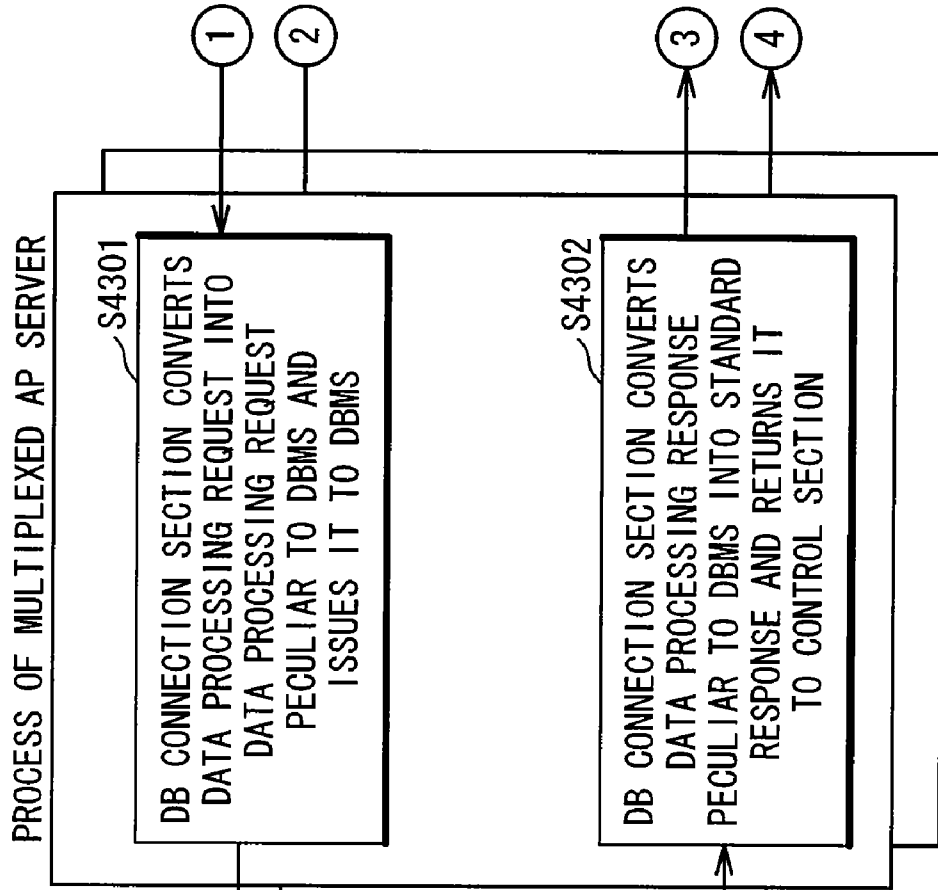 PROCESS OF MULTIPLEXED AP SERVER
S4301
DB CONNECTION SECTION CONVERTS
DATA PROCESSING REQUEST INTO
DATA PROCESSING REQUEST
PECULIAR TO DBMS AND
ISSUES IT TO DBMS
1
2
S4302
DB CONNECTION SECTION CONVERTS
DATA PROCESSING RESPONSE
PECULIAR TO DBMS INTO STANDARD
RESPONSE AND RETURNS IT
TO CONTROL SECTION
3
4